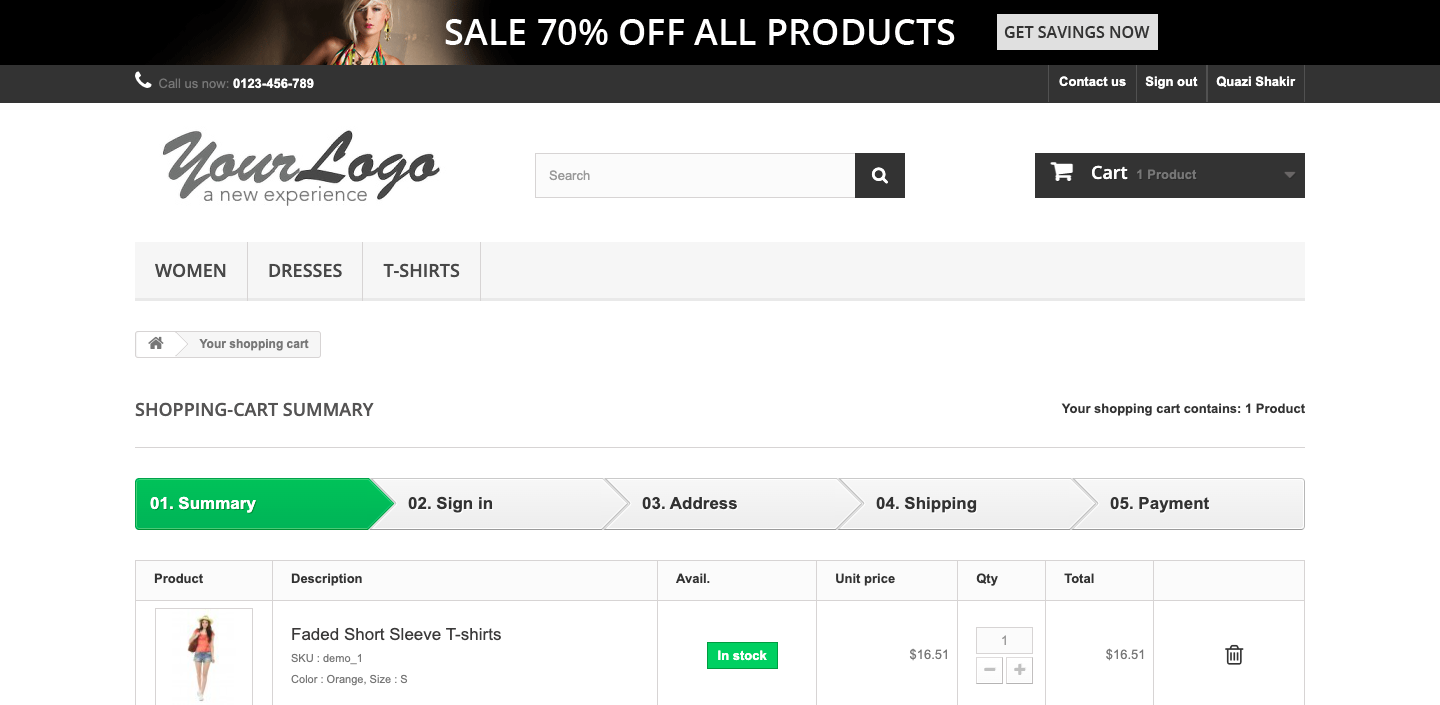 SALE 70% OFF ALL PRODUCTS GET SAVINGS NOW
Call us now: 0123-456-789 Contact us Sign out Quazi Shakir
YourLogo
a new experience
Search
Cart 1 Product
WOMEN DRESSES T-SHIRTS
Your shopping cart
SHOPPING-CART SUMMARY Your shopping cart contains: 1 Product
01. Summary 02. Sign in 03. Address 04. Shipping 05. Payment
Product Description Avail. Unit price Qty Total
Faded Short Sleeve T-shirts
SKU : demo_1
Color : Orange, Size : S
In stock
$16.51
1
$16.51